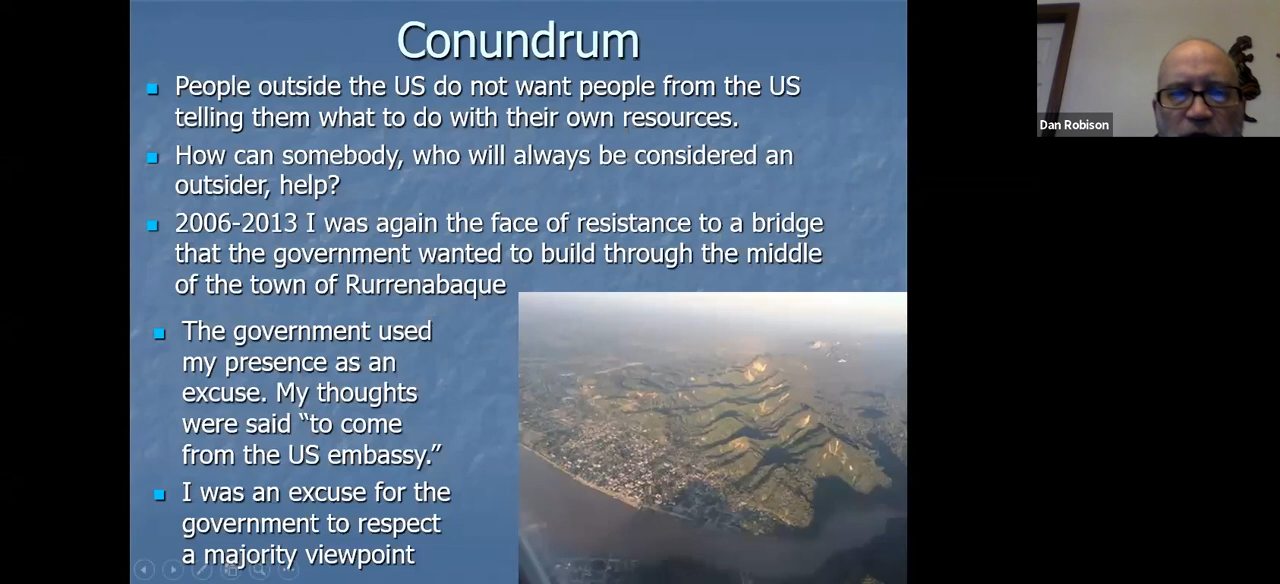 Conundrum
People outside the US do not want people from the US
telling them what to do with their own resources.
How can somebody, who will always be considered an
outsider, help?
2006-2013 I was again the face of resistance to a bridge
that the government wanted to build through the middle
of the town of Rurrenabaque
The government used
my presence as an
excuse. My thoughts
were said “to come
from the US embassy.”
I was an excuse for the
government to respect
a majority viewpoint
Dan Robison